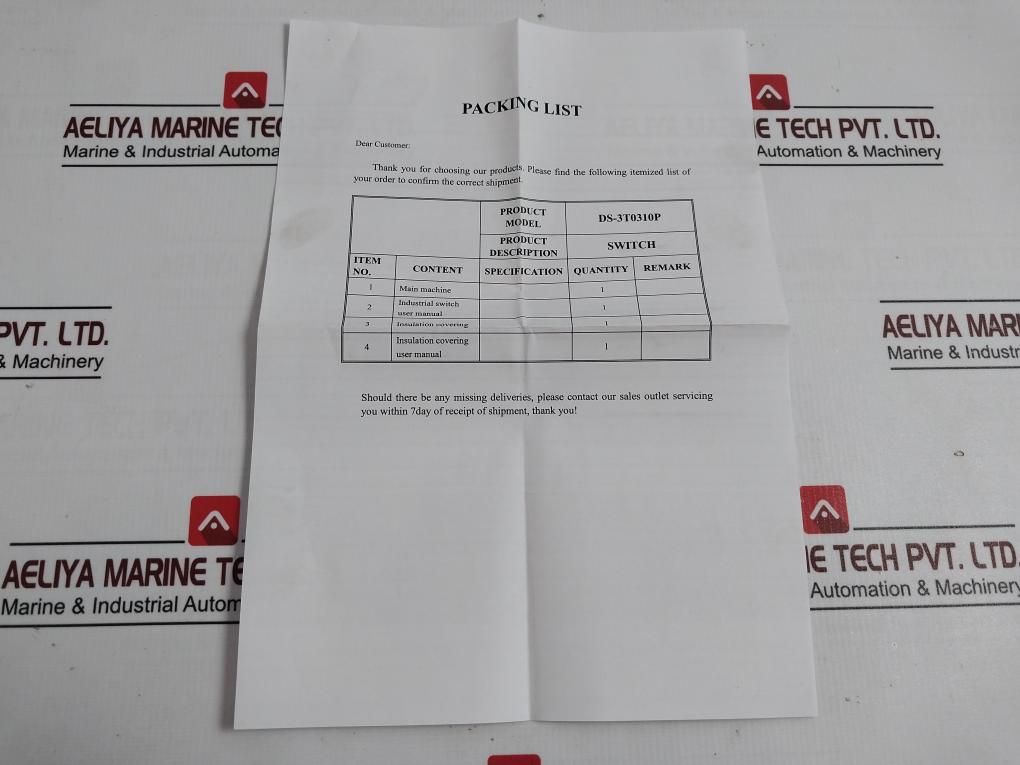 PACKING LIST
Dear Customer:
Thank you for choosing our products. Please find the following itemized list of
your order to confirm the correct shipment.
PRODUCT MODEL DS-3T0310P
PRODUCT DESCRIPTION SWITCH
ITEM NO. CONTENT SPECIFICATION QUANTITY REMARK
1 Main machine 1
2 Industrial switch user manual 1
3 Insulation covering 1
4 Insulation covering user manual 1
Should there be any missing deliveries, please contact our sales outlet servicing
you within 7day of receipt of shipment, thank you!
AELIYA MARINE TEC
Marine & Industrial Automa
E TECH PVT. LTD.
Automation & Machinery
PVT. LTD.
& Machinery
AELIYA MARI
Marine & Industr
AELIYA MARINE TE
Marine & Industrial Autom
NE TECH PVT. LTD.
Automation & Machinery